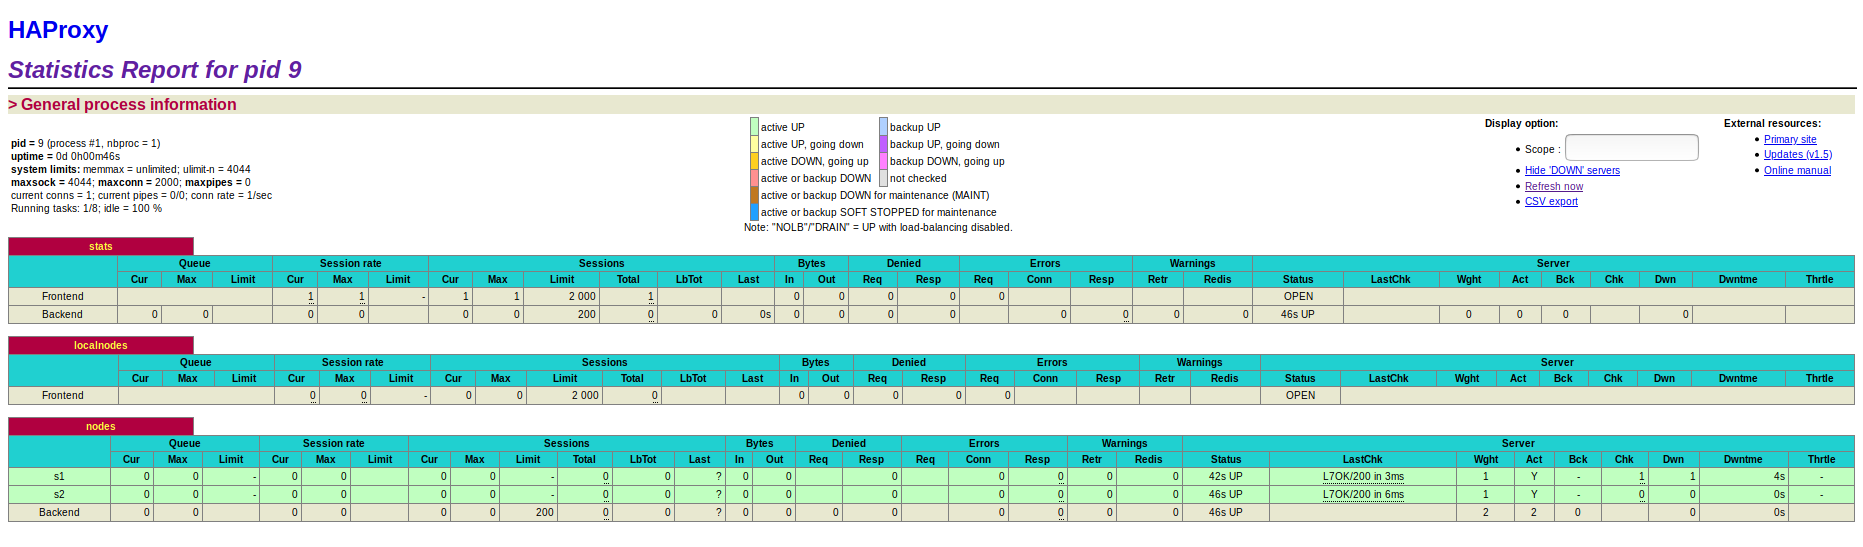 HAProxy
Statistics Report for pid 9
> General process information
pid = 9 (process #1, nbproc = 1)
uptime = 0d 0h00m46s
system limits: memmax = unlimited; ulimit-n = 4044
maxsock = 4044; maxconn = 2000; maxpipes = 0
current conns = 1; current pipes = 0/0; conn rate = 1/sec
Running tasks: 1/8; idle = 100 %
active UP backup UP
active UP, going down backup UP, going down
active DOWN, going up backup DOWN, going up
active or backup DOWN not checked
active or backup DOWN for maintenance (MAINT)
active or backup SOFT STOPPED for maintenance
Note: "NOLB"/"DRAIN" = UP with load-balancing disabled.
Display option:
• Scope :
• Hide 'DOWN' servers
• Refresh now
• CSV export
External resources:
• Primary site
• Updates (v1.5)
• Online manual
stats
Queue Session rate Sessions Bytes Denied Errors Warnings Server
Cur Max Limit Cur Max Limit Cur Max Limit Total LbTot Last In Out Req Resp Req Conn Resp Retr Redis Status LastChk Wght Act Bck Chk Dwn Dwntme Thrtle
Frontend 1 1 - 1 1 2 000 1 0 0 0 0 0 OPEN
Backend 0 0 0 0 0 0 200 0 0 0s 0 0 0 0 0 0 0 0 46s UP 0 0 0 0
localnodes
Queue Session rate Sessions Bytes Denied Errors Warnings Server
Cur Max Limit Cur Max Limit Cur Max Limit Total LbTot Last In Out Req Resp Req Conn Resp Retr Redis Status LastChk Wght Act Bck Chk Dwn Dwntme Thrtle
Frontend 0 0 - 0 0 2 000 0 0 0 0 0 0 OPEN
nodes
Queue Session rate Sessions Bytes Denied Errors Warnings Server
Cur Max Limit Cur Max Limit Cur Max Limit Total LbTot Last In Out Req Resp Req Conn Resp Retr Redis Status LastChk Wght Act Bck Chk Dwn Dwntme Thrtle
s1 0 0 - 0 0 0 0 - 0 0 ? 0 0 0 0 0 0 0 42s UP L7OK/200 in 3ms 1 Y - 1 1 4s -
s2 0 0 - 0 0 0 0 - 0 0 ? 0 0 0 0 0 0 0 46s UP L7OK/200 in 6ms 1 Y - 0 0 0s -
Backend 0 0 0 0 0 0 200 0 0 ? 0 0 0 0 0 0 0 0 46s UP 2 2 0 0 0s